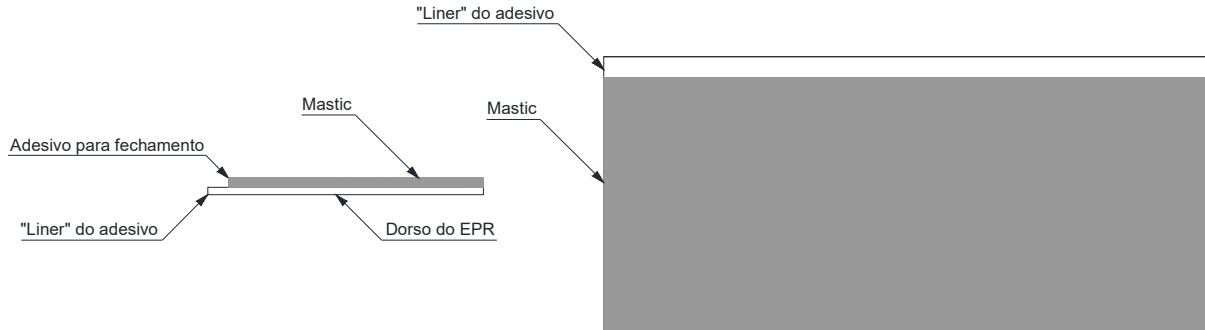 "Liner" do adesivo
Mastic
Mastic
Adesivo para fechamento
"Liner" do adesivo
Dorso do EPR